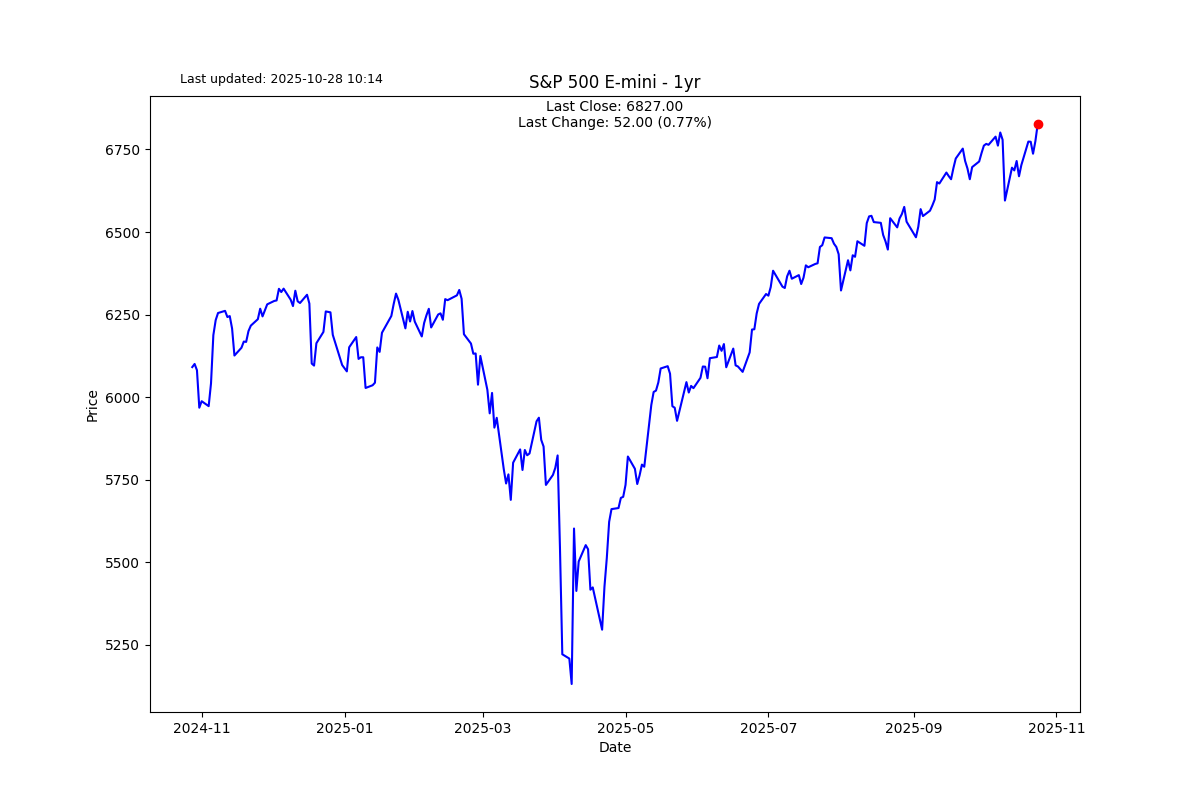 Last updated: 2025-10-28 10:14
S&P 500 E-mini - 1yr
Last Close: 6827.00
Last Change: 52.00 (0.77%)
6750
6500
6250
6000
5750
5500
5250
Price
2024-11 2025-01 2025-03 2025-05 2025-07 2025-09 2025-11
Date